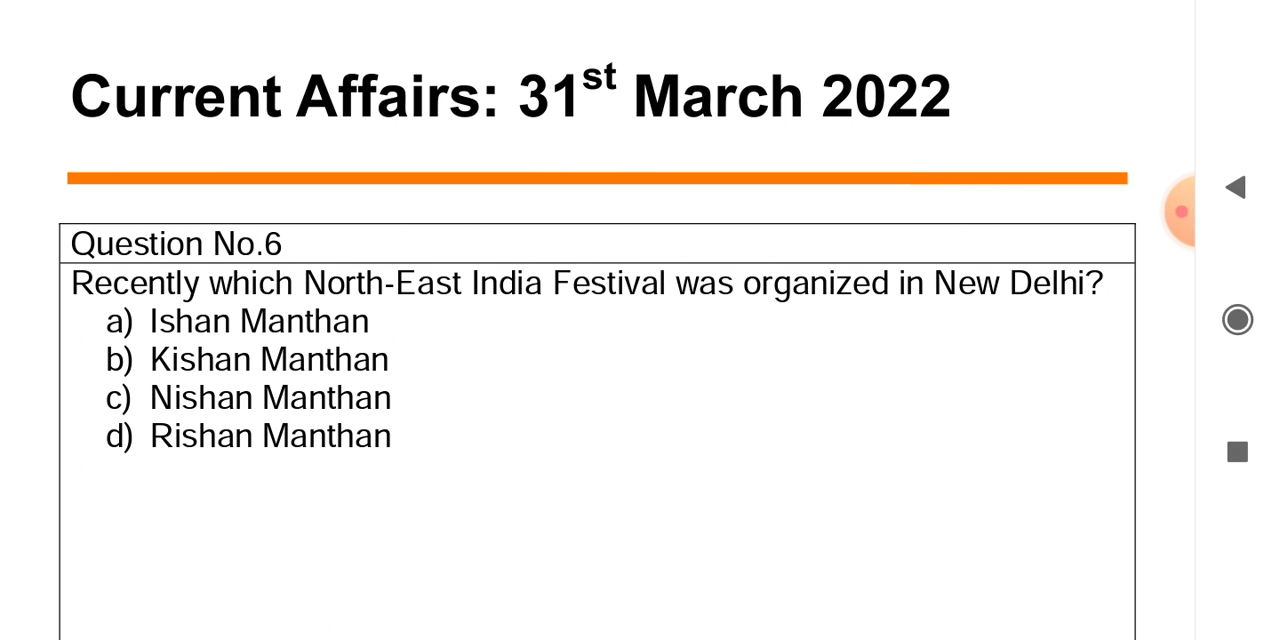 Current Affairs: 31st March 2022
Question No.6
Recently which North-East India Festival was organized in New Delhi?
a) Ishan Manthan
b) Kishan Manthan
c) Nishan Manthan
d) Rishan Manthan